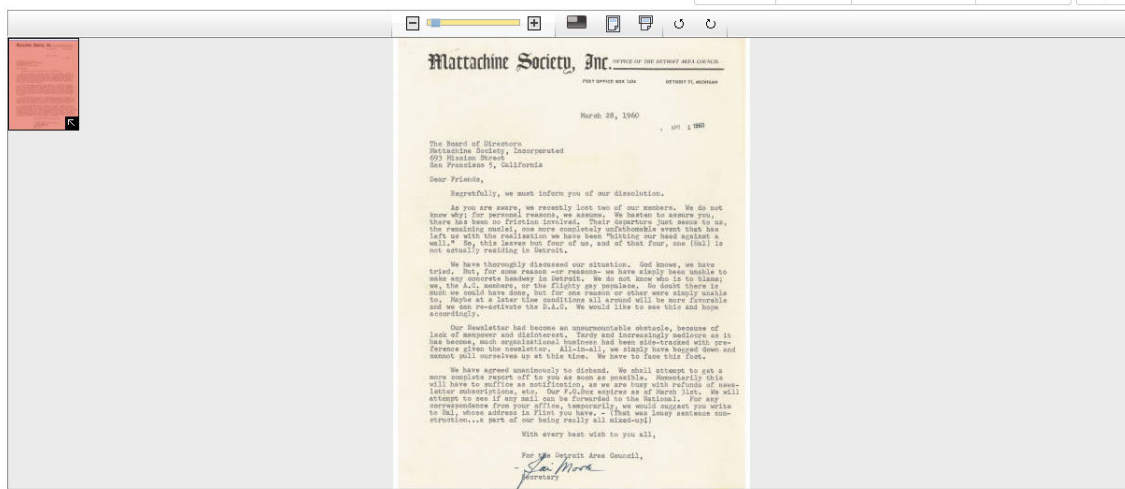 Mattachine Society, Inc. OFFICE OF THE DETROIT AREA COUNCIL
POST OFFICE BOX DETROIT 31, MICHIGAN
March 28, 1960
1960
The Board of Directors
Mattachine Society, Incorporated
693 Mission Street
San Francisco 5, California
Dear Friends,
Regretfully, we must inform you of our dissolution.
As you are aware, we recently lost two of our members. We do not
know why; for personal reasons, we assume. We hasten to assure you,
there has been no friction involved. Their departure just seems to us,
the remaining nuclei, one more completely unfathomable event that has
left us with the realization we have been "hitting our head against a
wall." So, this leaves but four of us, and of that four, one (Hal) is
not actually residing in Detroit.
We have thoroughly discussed our situation. God knows, we have
tried. But, for some reason -or reasons- we have simply been unable to
make any concrete headway in Detroit. We do not know who is to blame;
we, the A.C. members, or the flighty gay populace. No doubt there is
much we could have done, but for one reason or other were simply unable
to. Maybe at a later time conditions all around will be more favorable
and we can re-activate the D.A.C. We would like to see this and hope
accordingly.
Our Newsletter had become an unsurmountable obstacle, because of
lack of manpower and disinterest. Tardy and increasingly mediocre as it
has become, much organizational business had been side-tracked with pre-
ference given the newsletter. All-in-all, we simply have bogged down and
cannot pull ourselves up at this time. We have to face this fact.
We have agreed unanimously to disband. We shall attempt to get a
more complete report off to you as soon as possible. Momentarily this
will have to suffice as notification, as we are busy with refunds of news-
letter subscriptions, etc. Our P.O.Box expires as of March 31st. We will
attempt to see if any mail can be forwarded to the National. For any
correspondence from your office, temporarily, we would suggest you write
to Hal, whose address in Flint you have. - (That was lousy sentence con-
struction...a part of our being really all mixed-up!)
With every best wish to you all,
For the Detroit Area Council,
Secretary